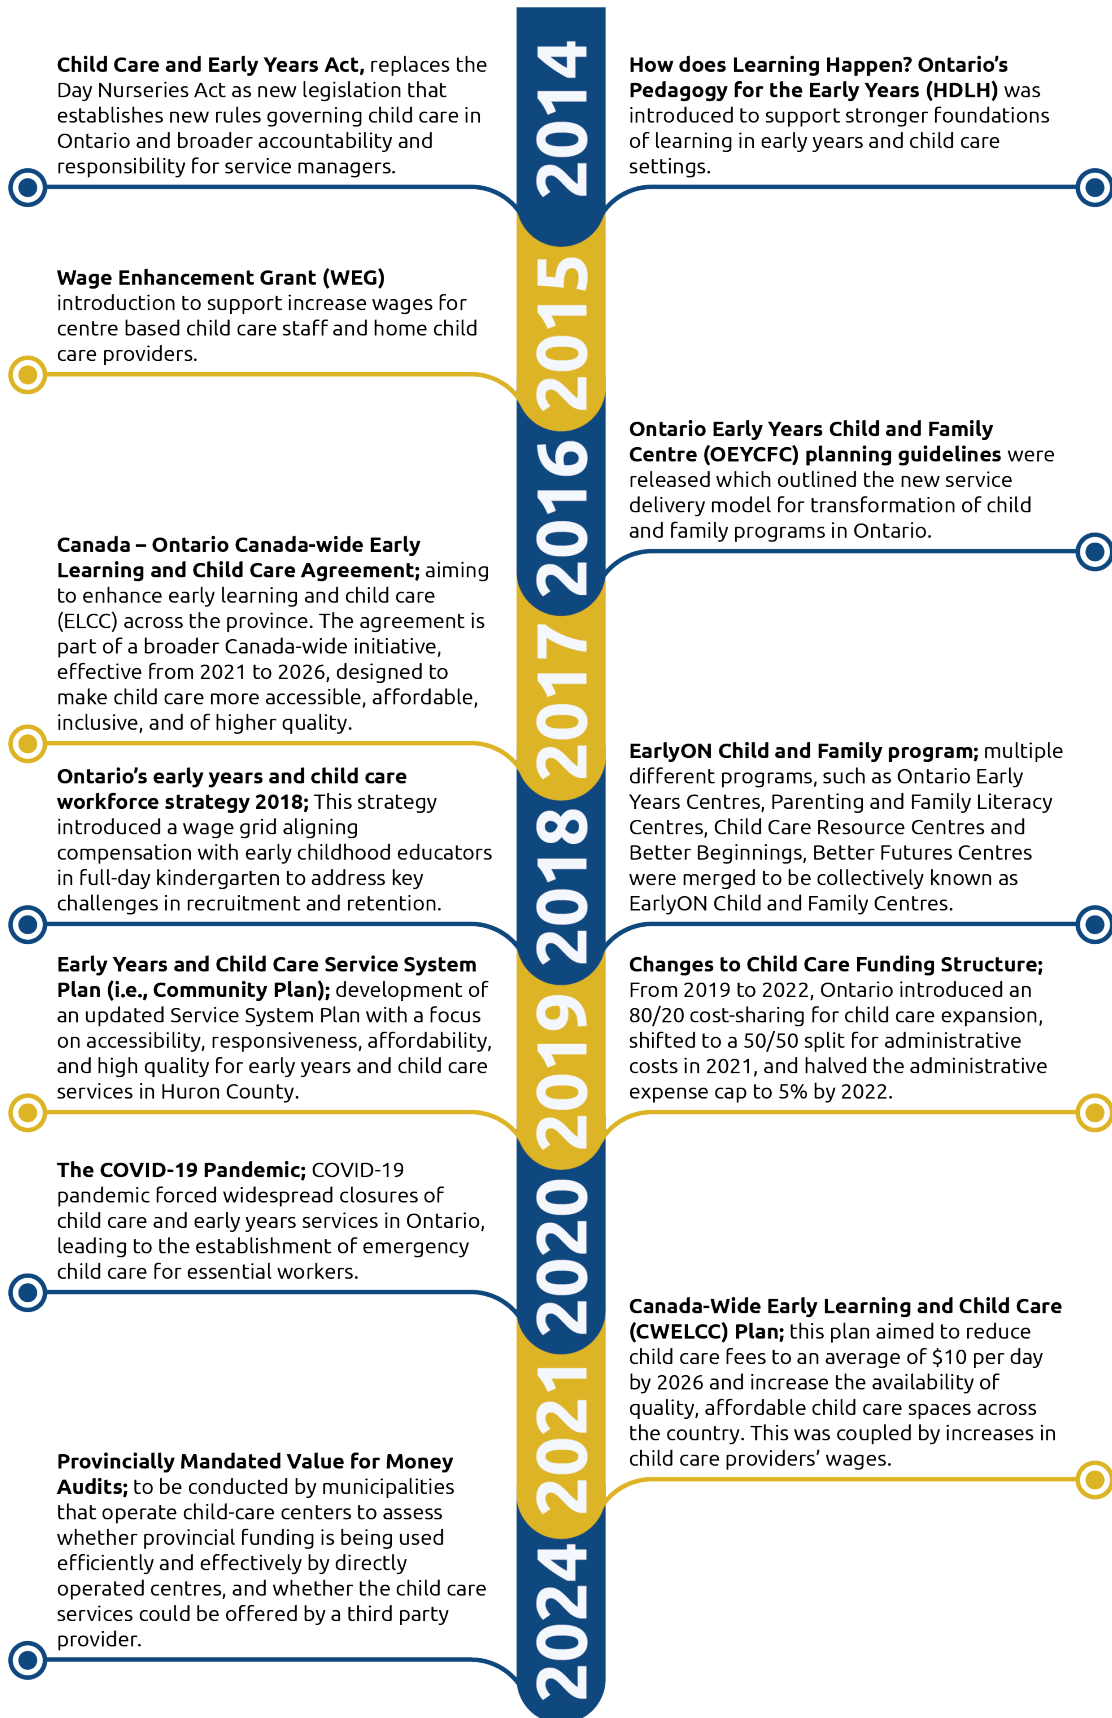 2014
Child Care and Early Years Act, replaces the
Day Nurseries Act as new legislation that
establishes new rules governing child care in
Ontario and broader accountability and
responsibility for service managers.
How does Learning Happen? Ontario’s
Pedagogy for the Early Years (HDLH) was
introduced to support stronger foundations
of learning in early years and child care
settings.
2015
Wage Enhancement Grant (WEG)
introduction to support increase wages for
centre based child care staff and home child
care providers.
2016
Ontario Early Years Child and Family
Centre (OEYCFC) planning guidelines were
released which outlined the new service
delivery model for transformation of child
and family programs in Ontario.
2017
Canada – Ontario Canada-wide Early
Learning and Child Care Agreement; aiming
to enhance early learning and child care
(ELCC) across the province. The agreement is
part of a broader Canada-wide initiative,
effective from 2021 to 2026, designed to
make child care more accessible, affordable,
inclusive, and of higher quality.
2018
Ontario’s early years and child care
workforce strategy 2018; This strategy
introduced a wage grid aligning
compensation with early childhood educators
in full-day kindergarten to address key
challenges in recruitment and retention.
EarlyON Child and Family program; multiple
different programs, such as Ontario Early
Years Centres, Parenting and Family Literacy
Centres, Child Care Resource Centres and
Better Beginnings, Better Futures Centres
were merged to be collectively known as
EarlyON Child and Family Centres.
2019
Early Years and Child Care Service System
Plan (i.e., Community Plan); development of
an updated Service System Plan with a focus
on accessibility, responsiveness, affordability,
and high quality for early years and child care
services in Huron County.
Changes to Child Care Funding Structure;
From 2019 to 2022, Ontario introduced an
80/20 cost-sharing for child care expansion,
shifted to a 50/50 split for administrative
costs in 2021, and halved the administrative
expense cap to 5% by 2022.
2020
The COVID-19 Pandemic; COVID-19
pandemic forced widespread closures of
child care and early years services in Ontario,
leading to the establishment of emergency
child care for essential workers.
2021
Canada-Wide Early Learning and Child Care
(CWELCC) Plan; this plan aimed to reduce
child care fees to an average of $10 per day
by 2026 and increase the availability of
quality, affordable child care spaces across
the country. This was coupled by increases in
child care providers’ wages.
2024
Provincially Mandated Value for Money
Audits; to be conducted by municipalities
that operate child-care centers to assess
whether provincial funding is being used
efficiently and effectively by directly
operated centres, and whether the child care
services could be offered by a third party
provider.